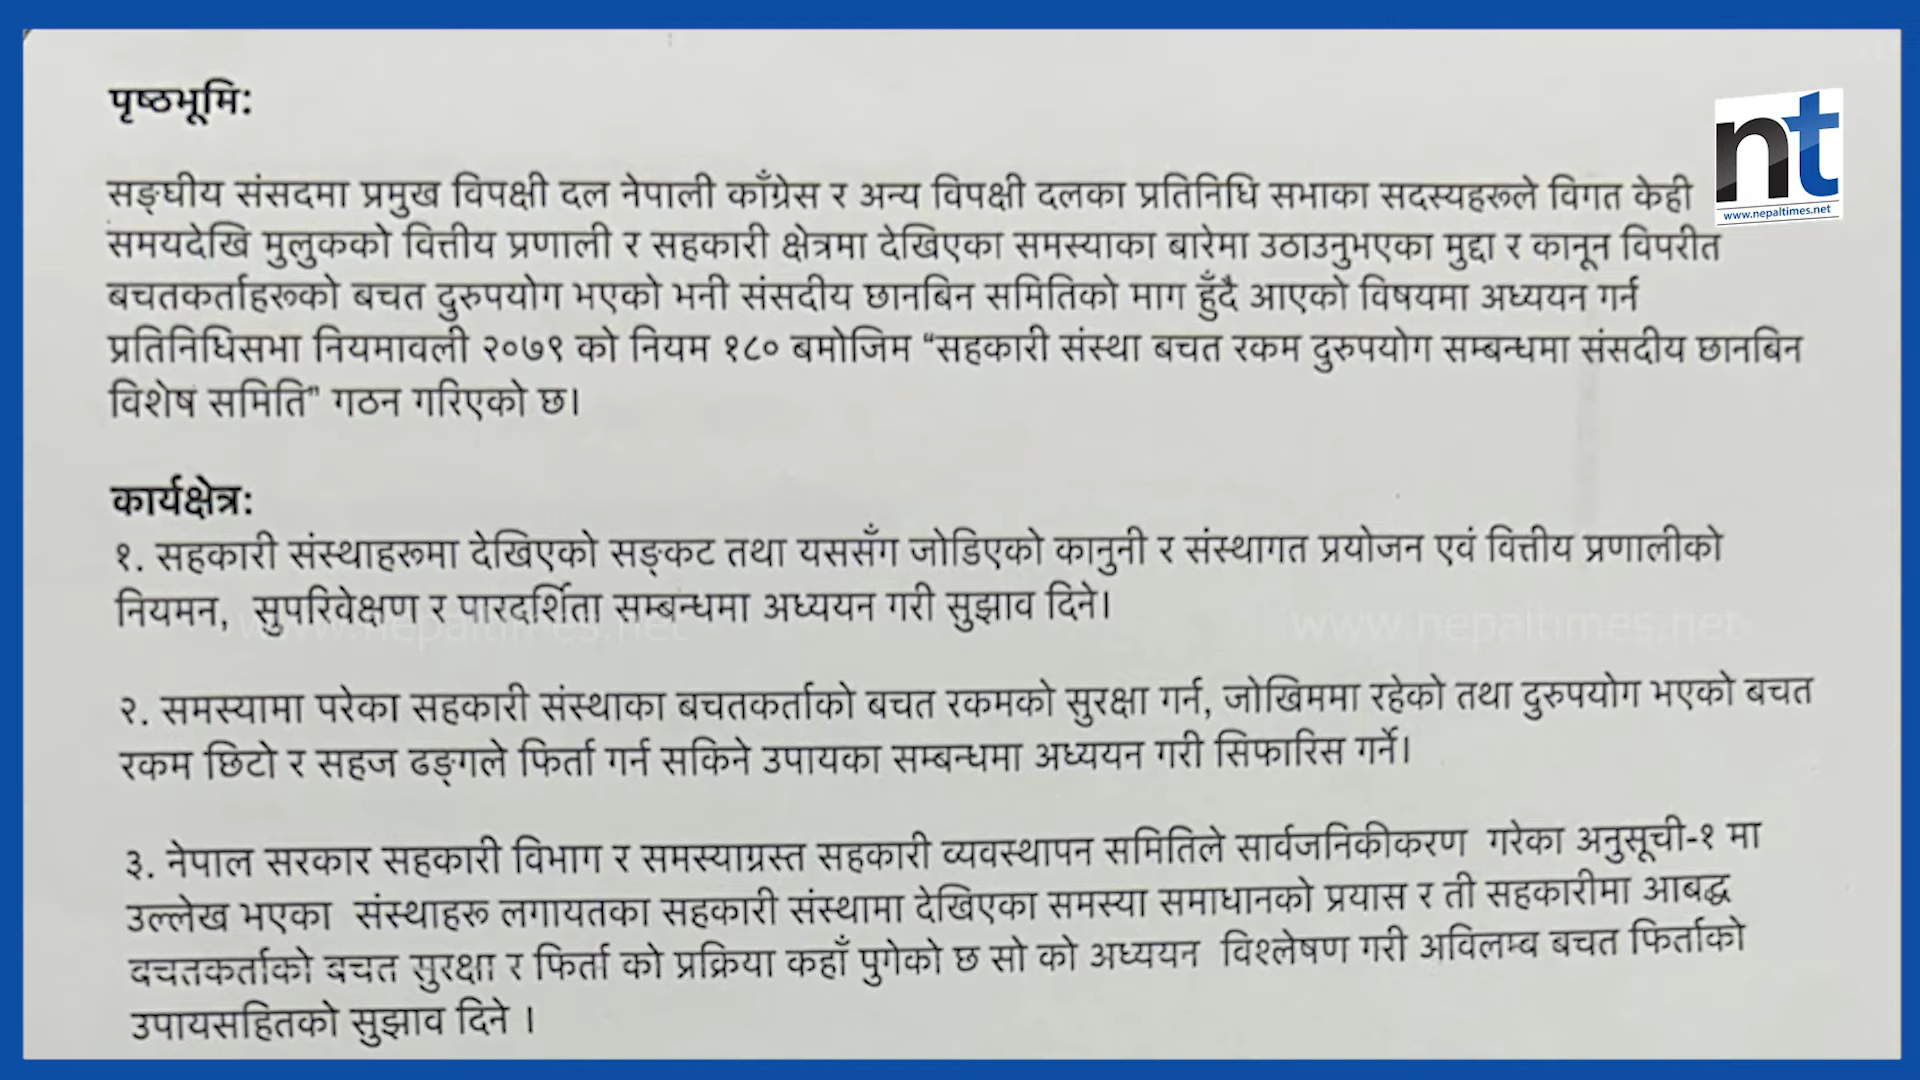 पृष्ठभूमि:
nt
www.nepaltimes.net
सङ्घीय संसदमा प्रमुख विपक्षी दल नेपाली काँग्रेस र अन्य विपक्षी दलका प्रतिनिधि सभाका सदस्यहरूले विगत केही
समयदेखि मुलुकको वित्तीय प्रणाली र सहकारी क्षेत्रमा देखिएका समस्याका बारेमा उठाउनुभएका मुद्दा र कानून विपरीत
बचतकर्ताहरूको बचत दुरुपयोग भएको भनी संसदीय छानबिन समितिको माग हुँदै आएको विषयमा अध्ययन गर्न
प्रतिनिधिसभा नियमावली २०७९ को नियम १८० बमोजिम “सहकारी संस्था बचत रकम दुरुपयोग सम्बन्धमा संसदीय छानबिन
विशेष समिति” गठन गरिएको छ।
कार्यक्षेत्र:
१. सहकारी संस्थाहरूमा देखिएको सङ्कट तथा यससँग जोडिएको कानुनी र संस्थागत प्रयोजन एवं वित्तीय प्रणालीको
नियमन, सुपरिवेक्षण र पारदर्शिता सम्बन्धमा अध्ययन गरी सुझाव दिने।
www.nepaltimes.net www.nepaltimes.net
२. समस्यामा परेका सहकारी संस्थाका बचतकर्ताको बचत रकमको सुरक्षा गर्न, जोखिममा रहेको तथा दुरुपयोग भएको बचत
रकम छिटो र सहज ढङ्गले फिर्ता गर्न सकिने उपायका सम्बन्धमा अध्ययन गरी सिफारिस गर्ने।
३. नेपाल सरकार सहकारी विभाग र समस्याग्रस्त सहकारी व्यवस्थापन समितिले सार्वजनिकीकरण गरेका अनुसूची-१ मा
उल्लेख भएका संस्थाहरू लगायतका सहकारी संस्थामा देखिएका समस्या समाधानको प्रयास र ती सहकारीमा आबद्ध
बचतकर्ताको बचत सुरक्षा र फिर्ता को प्रक्रिया कहाँ पुगेको छ सो को अध्ययन विश्लेषण गरी अविलम्ब बचत फिर्ताको
उपायसहितको सुझाव दिने ।